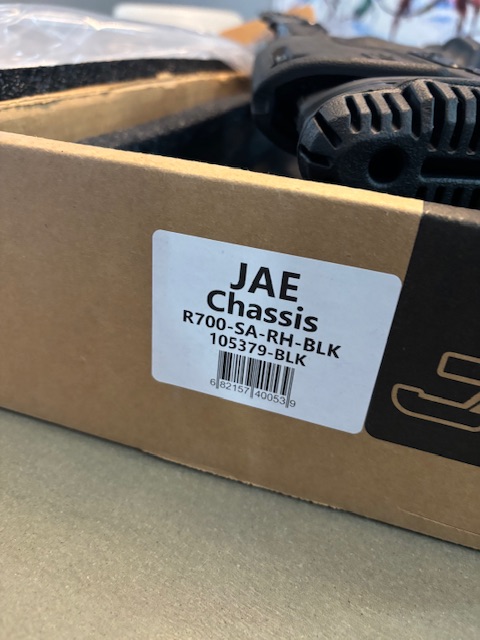 JAE
Chassis
R700-SA-RH-BLK
105379-BLK
6 82157 40053 9